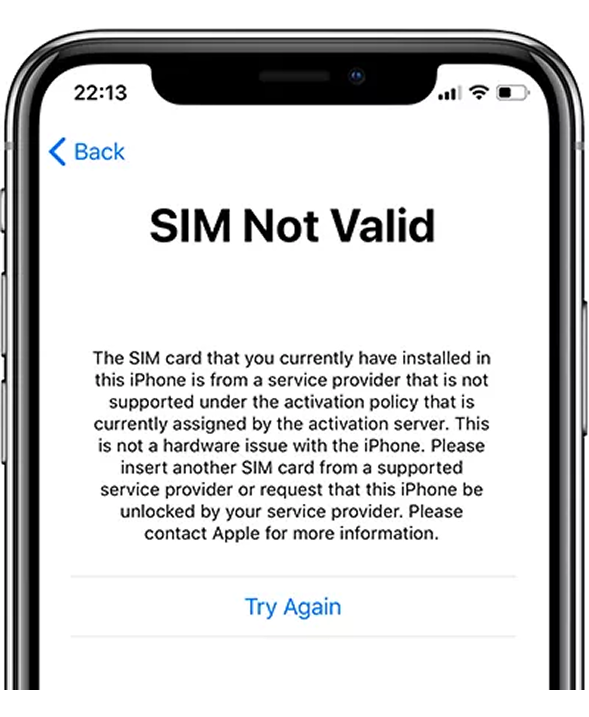 22:13
Back
SIM Not Valid
The SIM card that you currently have installed in
this iPhone is from a service provider that is not
supported under the activation policy that is
currently assigned by the activation server. This
is not a hardware issue with the iPhone. Please
insert another SIM card from a supported
service provider or request that this iPhone be
unlocked by your service provider. Please
contact Apple for more information.
Try Again